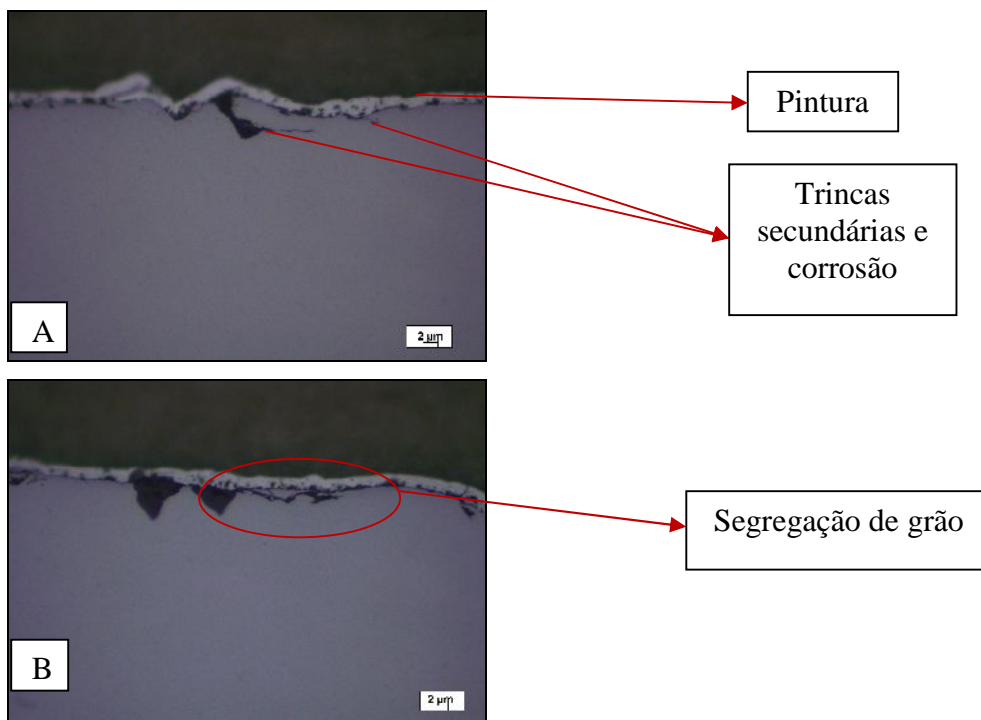 Pintura
Trincas
secundárias e
corrosão
A
2 µm
Segregação de grão
B
2 µm